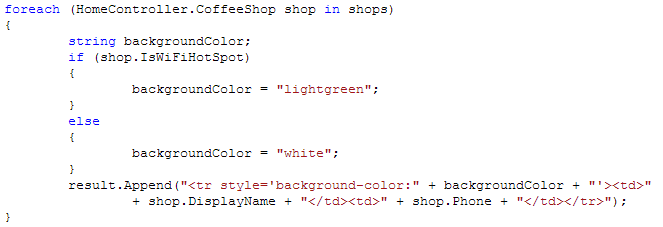 foreach (HomeController.CoffeeShop shop in shops)
{
string backgroundColor;
if (shop.IsWiFiHotSpot)
{
backgroundColor = "lightgreen";
}
else
{
backgroundColor = "white";
}
result.Append("<tr style='background-color:" + backgroundColor + "'><td>"
+ shop.DisplayName + "</td><td>" + shop.Phone + "</td></tr>");
}